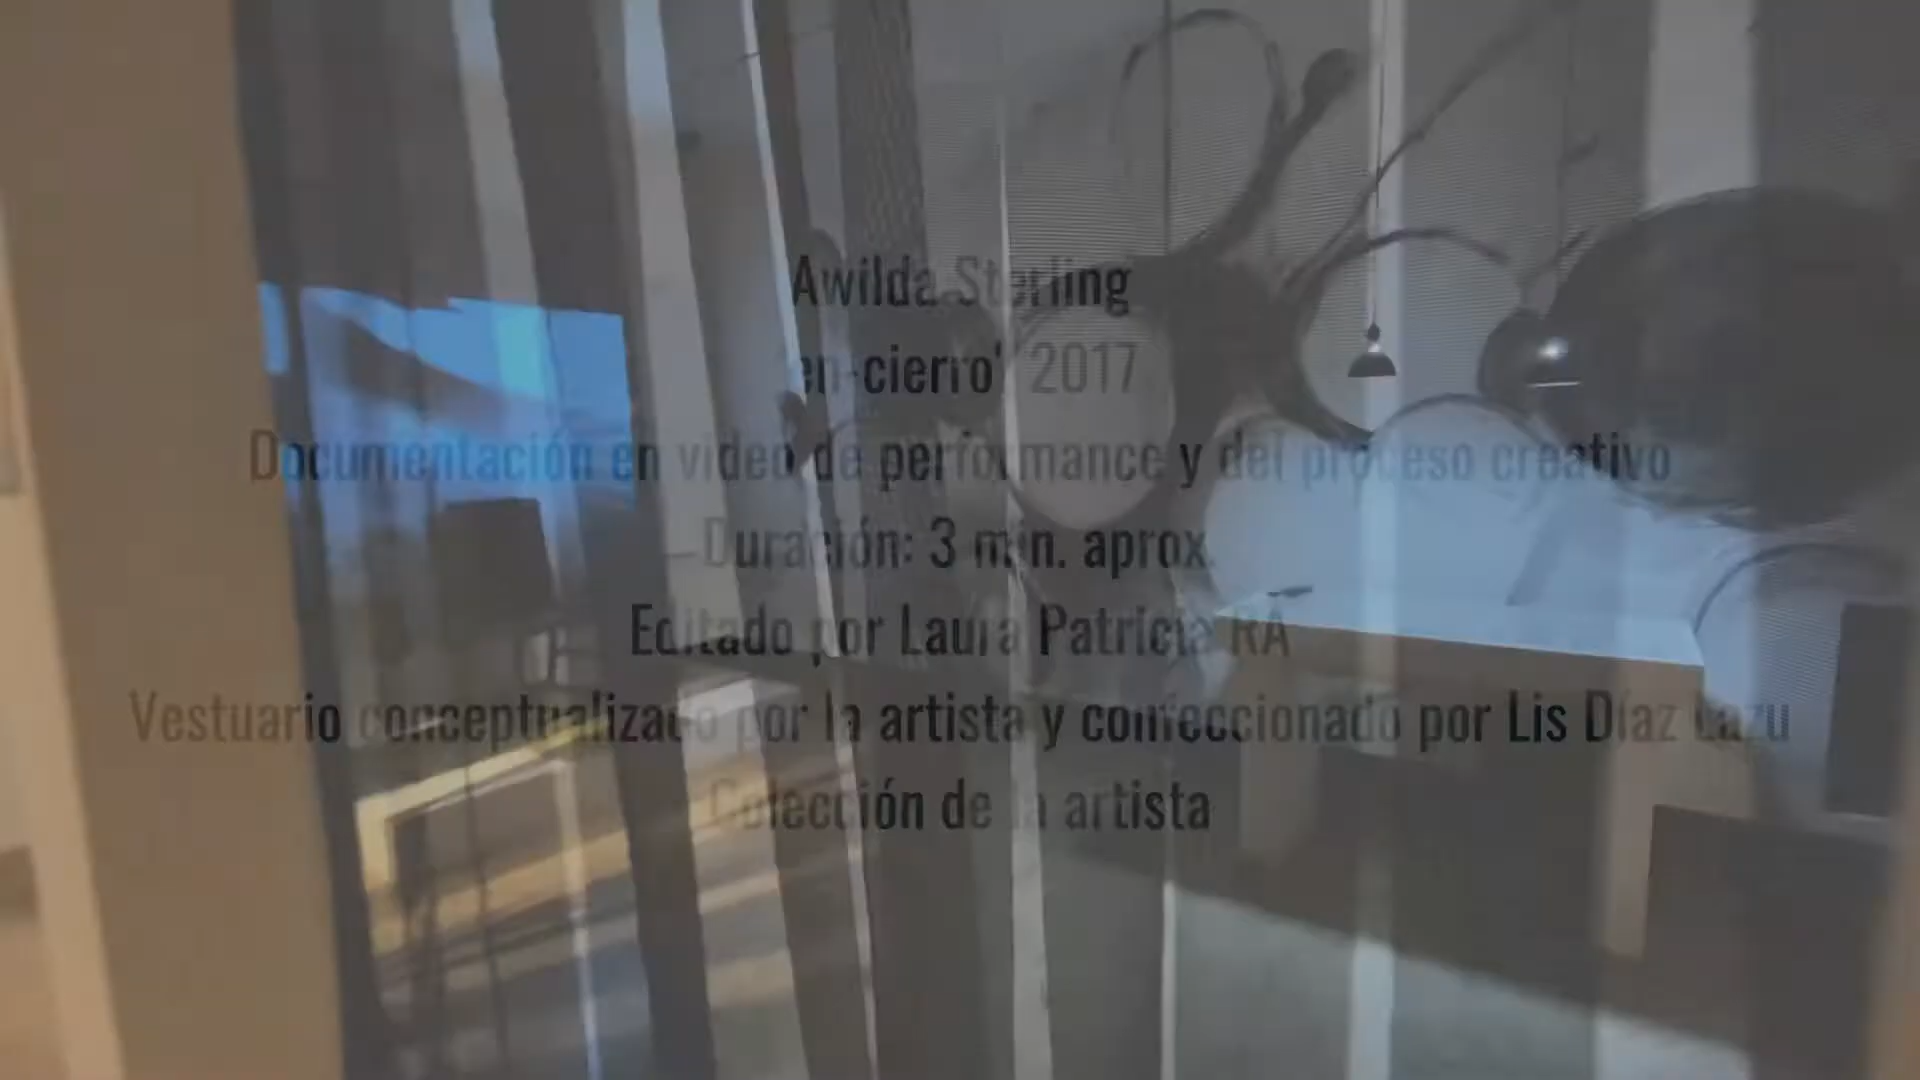 Awilda Sterling
en-cierro', 2017
Documentación en video de performance y del proceso creativo
Duración: 3 min. aprox.
Editado por Laura Patricia RA
Vestuario conceptualizado por la artista y confeccionado por Lis Díaz
Colección de la artista